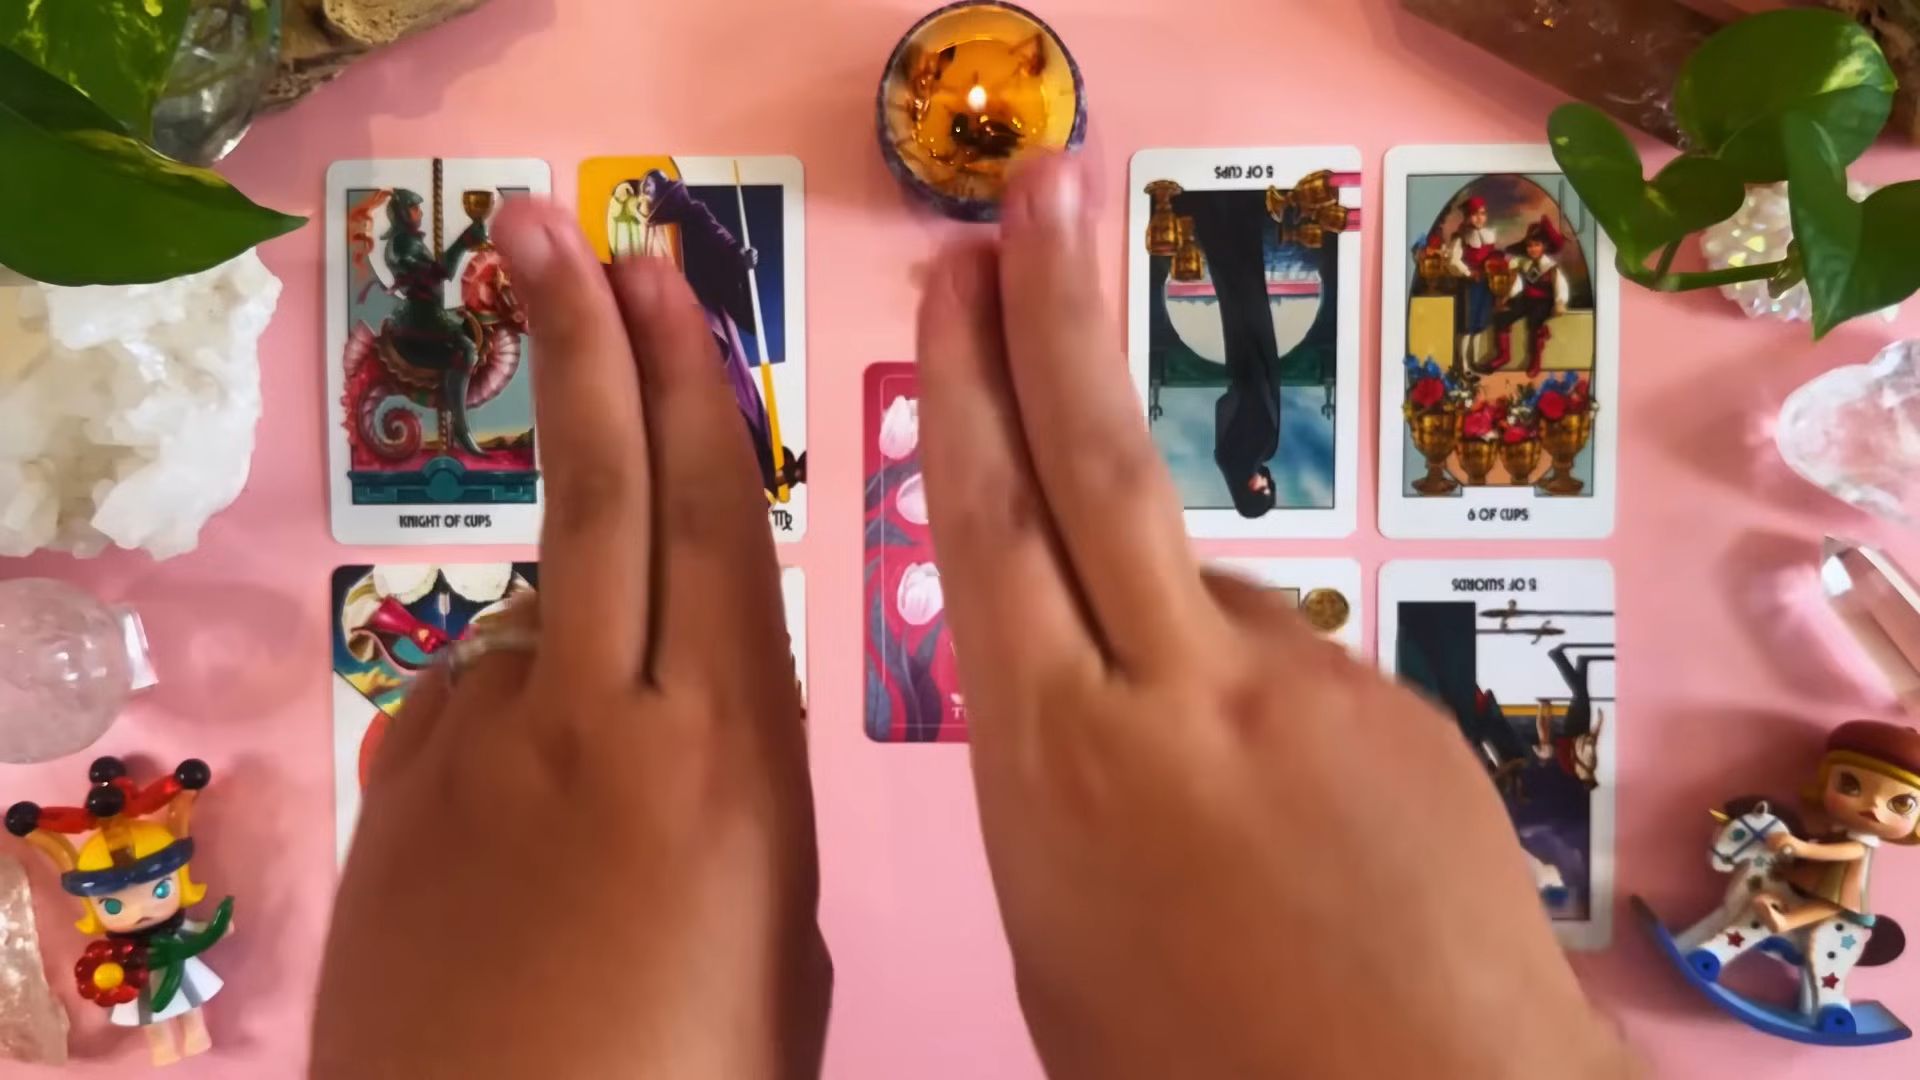 5 OF CUPS
KNIGHT OF CUPS
6 OF CUPS
5 OF SWORDS